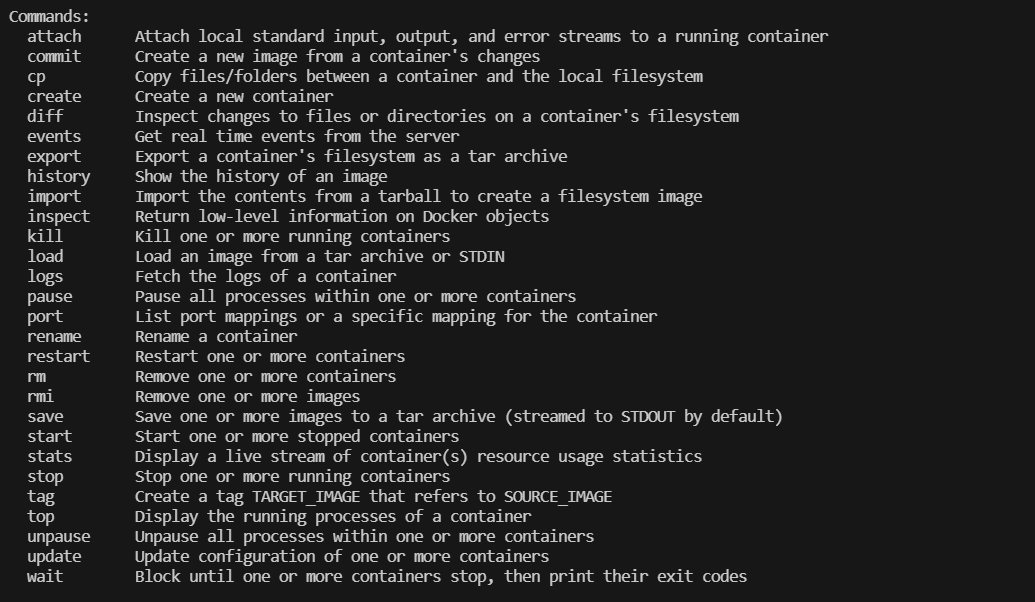 Commands:
  attach      Attach local standard input, output, and error streams to a running container
  commit      Create a new image from a container's changes
  cp          Copy files/folders between a container and the local filesystem
  create      Create a new container
  diff        Inspect changes to files or directories on a container's filesystem
  events      Get real time events from the server
  export      Export a container's filesystem as a tar archive
  history     Show the history of an image
  import      Import the contents from a tarball to create a filesystem image
  inspect     Return low-level information on Docker objects
  kill        Kill one or more running containers
  load        Load an image from a tar archive or STDIN
  logs        Fetch the logs of a container
  pause       Pause all processes within one or more containers
  port        List port mappings or a specific mapping for the container
  rename      Rename a container
  restart     Restart one or more containers
  rm          Remove one or more containers
  rmi         Remove one or more images
  save        Save one or more images to a tar archive (streamed to STDOUT by default)
  start       Start one or more stopped containers
  stats       Display a live stream of container(s) resource usage statistics
  stop        Stop one or more running containers
  tag         Create a tag TARGET_IMAGE that refers to SOURCE_IMAGE
  top         Display the running processes of a container
  unpause     Unpause all processes within one or more containers
  update      Update configuration of one or more containers
  wait        Block until one or more containers stop, then print their exit codes